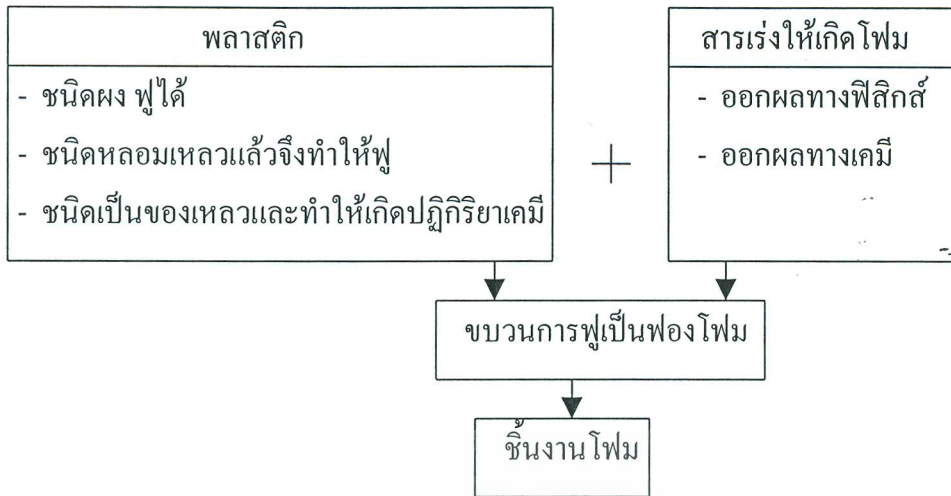 พลาสติก
- ชนิดผง ฟูได้
- ชนิดหลอมเหลวแล้วจึงทำให้ฟู
- ชนิดเป็นของเหลวและทำให้เกิดปฏิกิริยาเคมี
+
สารเร่งให้เกิดโฟม
- ออกผลทางฟิสิกส์
- ออกผลทางเคมี
ขบวนการฟูเป็นฟองโฟม
ชิ้นงานโฟม